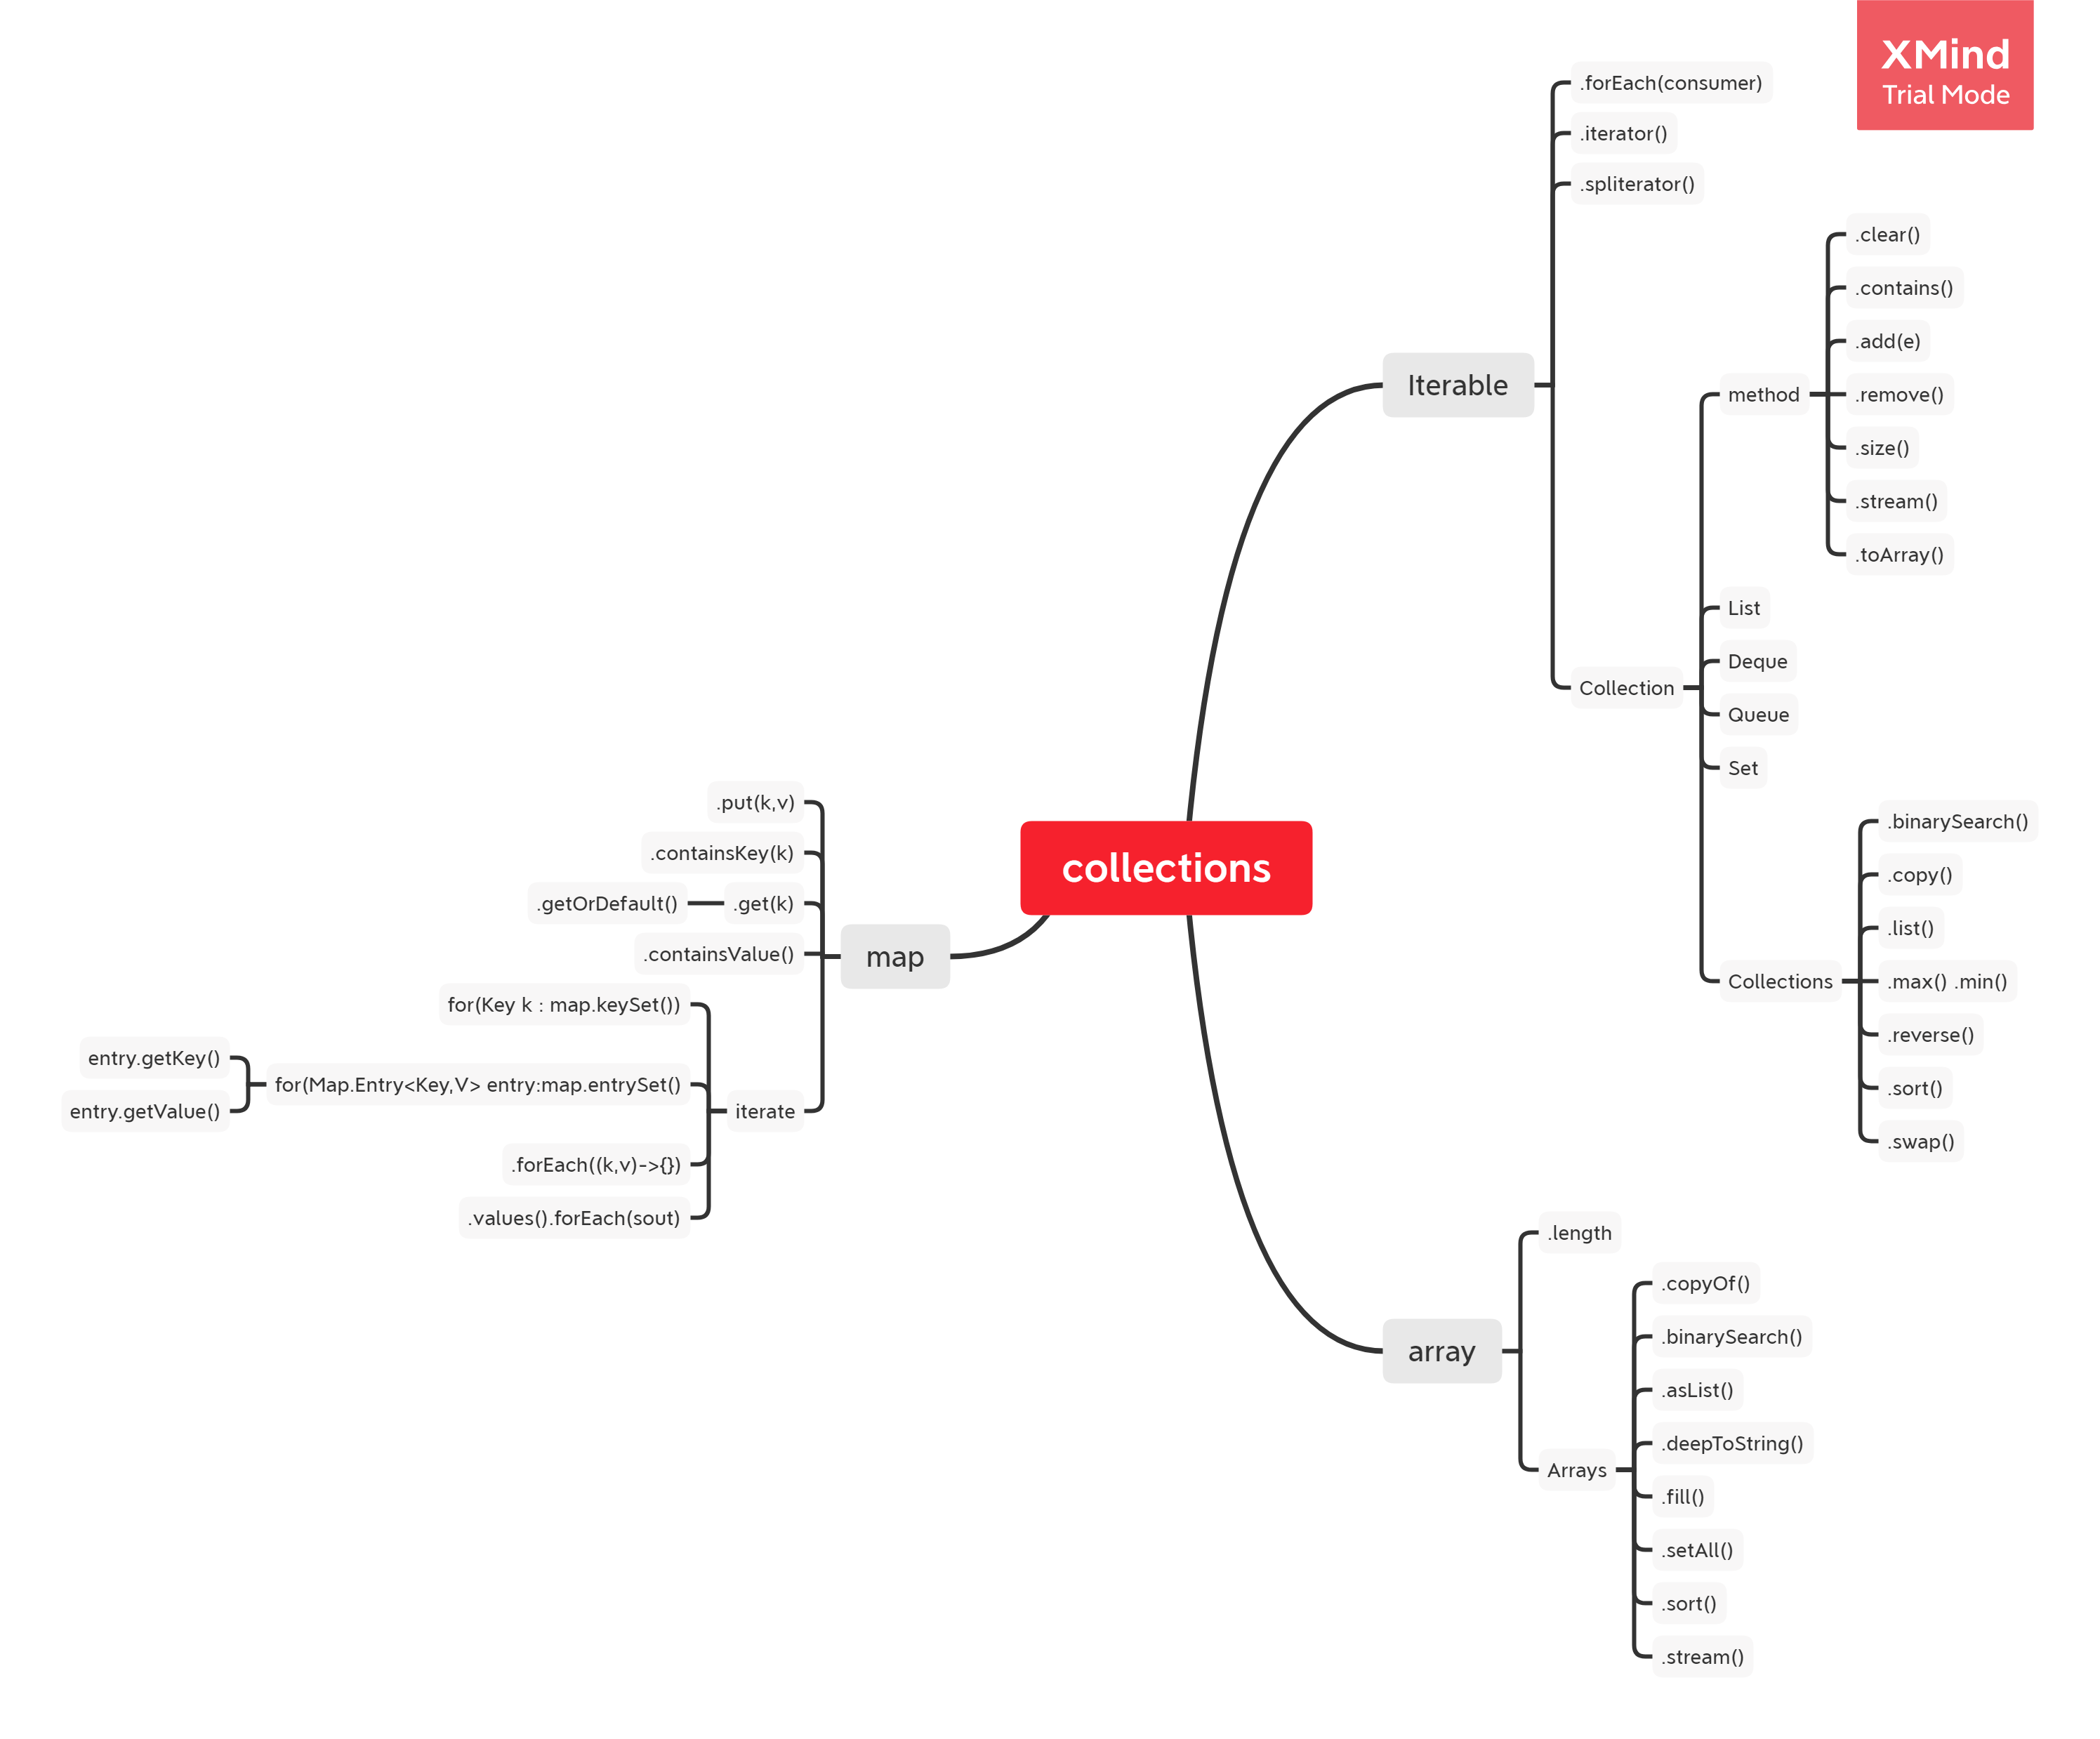 XMind
Trial Mode
collections
Iterable
.forEach(consumer)
.iterator()
.spliterator()
Collection
method
.clear()
.contains()
.add(e)
.remove()
.size()
.stream()
.toArray()
List
Deque
Queue
Set
Collections
.binarySearch()
.copy()
.list()
.max() .min()
.reverse()
.sort()
.swap()
array
.length
Arrays
.copyOf()
.binarySearch()
.asList()
.deepToString()
.fill()
.setAll()
.sort()
.stream()
map
.put(k,v)
.containsKey(k)
.get(k)
.getOrDefault()
.containsValue()
iterate
for(Key k : map.keySet())
for(Map.Entry<Key,V> entry:map.entrySet()
entry.getKey()
entry.getValue()
.forEach((k,v)->{})
.values().forEach(sout)